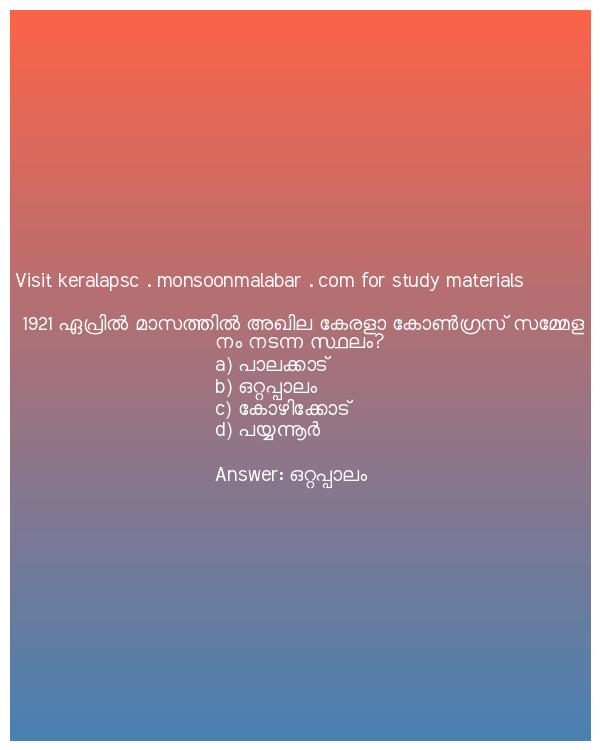 Visit keralapsc . monsoonmalabar . com for study materials
1921 ഏപ്രിൽ മാസത്തിൽ അഖില കേരളാ കോൺഗ്രസ് സമ്മേള
നം നടന്ന സ്ഥലം?
a) പാലക്കാട്
b) ഒറ്റപ്പാലം
c) കോഴിക്കോട്
d) പയ്യന്നൂർ
Answer: ഒറ്റപ്പാലം